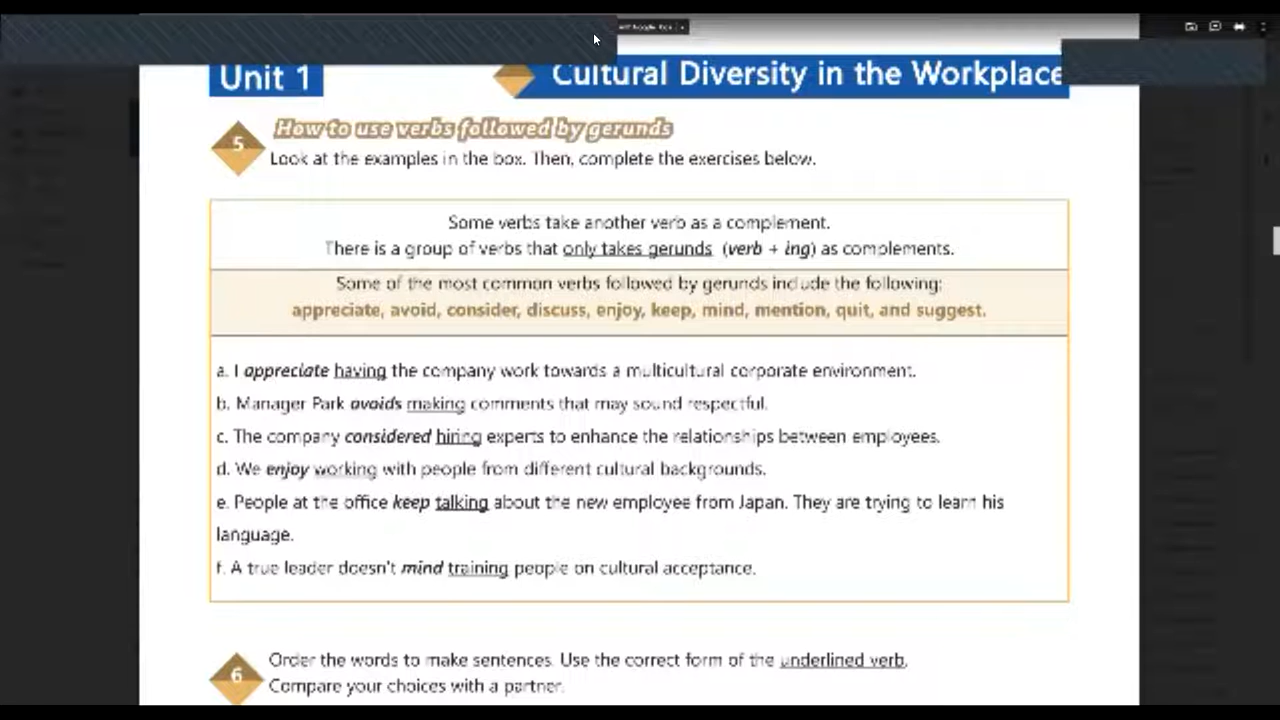 Unit 1
Cultural Diversity in the Workplace
5
How to use verbs followed by gerunds
Look at the examples in the box. Then, complete the exercises below.
Some verbs take another verb as a complement.
There is a group of verbs that only takes gerunds (verb + ing) as complements.
Some of the most common verbs followed by gerunds include the following:
appreciate, avoid, consider, discuss, enjoy, keep, mind, mention, quit, and suggest.
a. I appreciate having the company work towards a multicultural corporate environment.
b. Manager Park avoids making comments that may sound respectful.
c. The company considered hiring experts to enhance the relationships between employees.
d. We enjoy working with people from different cultural backgrounds.
e. People at the office keep talking about the new employee from Japan. They are trying to learn his
language.
f. A true leader doesn't mind training people on cultural acceptance.
6
Order the words to make sentences. Use the correct form of the underlined verb.
Compare your choices with a partner.